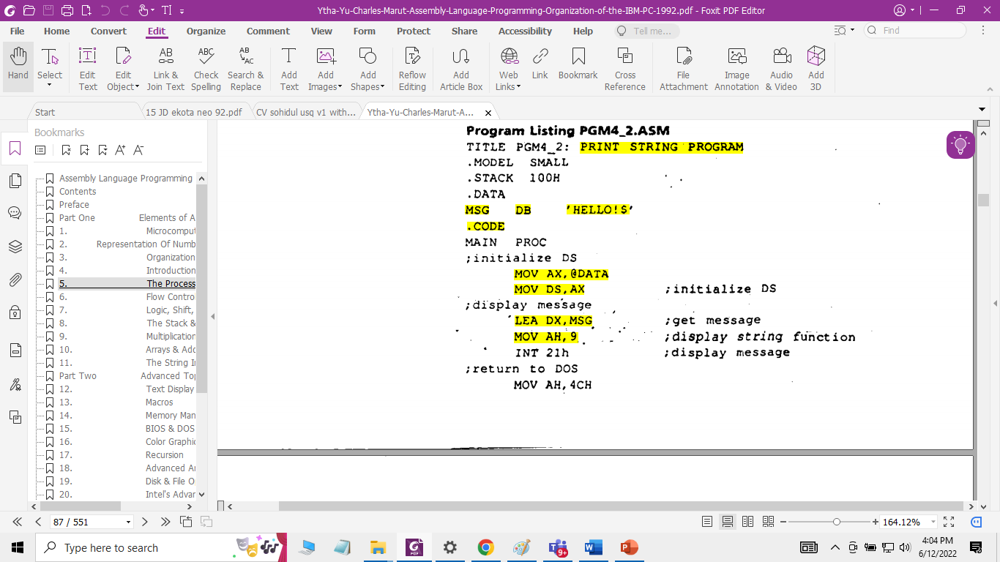 Ytha-Yu-Charles-Marut-Assembly-Language-Programming-Organization-of-the-IBM-PC-1992.pdf - Foxit PDF Editor
File Home Convert Edit Organize Comment View Form Protect Share Accessibility Help Tell me... Find
Hand Select Edit Text Edit Object Link & Join Text Check Spelling Search & Replace Add Text Add Images Add Shapes Reflow Editing Add Article Box Web Links Link Bookmark Cross Reference File Attachment Image Annotation Audio & Video Add 3D
Start 15 JD ekota neo 92.pdf CV sohidul usq v1 with... Ytha-Yu-Charles-Marut-A...
Bookmarks
Assembly Language Programming
Contents
Preface
Part One Elements of A
1. Microcomput
2. Representation Of Numb
3. Organization
4. Introduction
5. The Process
6. Flow Contro
7. Logic, Shift,
8. The Stack &
9. Multiplication
10. Arrays & Add
11. The String In
Part Two Advanced Top
12. Text Display
13. Macros
14. Memory Man
15. BIOS & DOS
16. Color Graphic
17. Recursion
18. Advanced Ar
19. Disk & File O
20. Intel's Advan
Program Listing PGM4_2.ASM
TITLE PGM4_2: PRINT STRING PROGRAM
.MODEL SMALL
.STACK 100H
.DATA
MSG DB 'HELLO!$'
.CODE
MAIN PROC
;initialize DS
MOV AX,@DATA
MOV DS,AX ;initialize DS
;display message
LEA DX,MSG ;get message
MOV AH,9 ;display string function
INT 21h ;display message
;return to DOS
MOV AH,4CH
87 / 551 164.12%
Type here to search 9+ 4:04 PM
6/12/2022